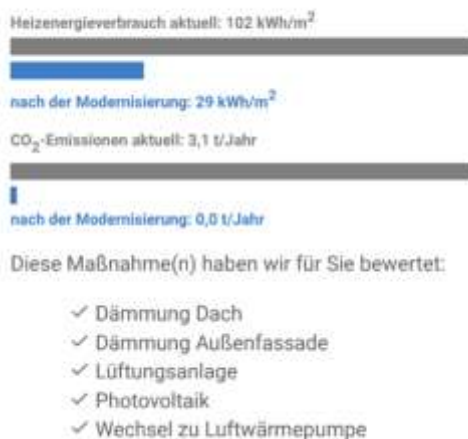 Heizenergieverbrauch aktuell: 102 kWh/m²
nach der Modernisierung: 29 kWh/m²
CO₂-Emissionen aktuell: 3,1 t/Jahr
nach der Modernisierung: 0,0 t/Jahr
Diese Maßnahme(n) haben wir für Sie bewertet:
✓ Dämmung Dach
✓ Dämmung Außenfassade
✓ Lüftungsanlage
✓ Photovoltaik
✓ Wechsel zu Luftwärmepumpe